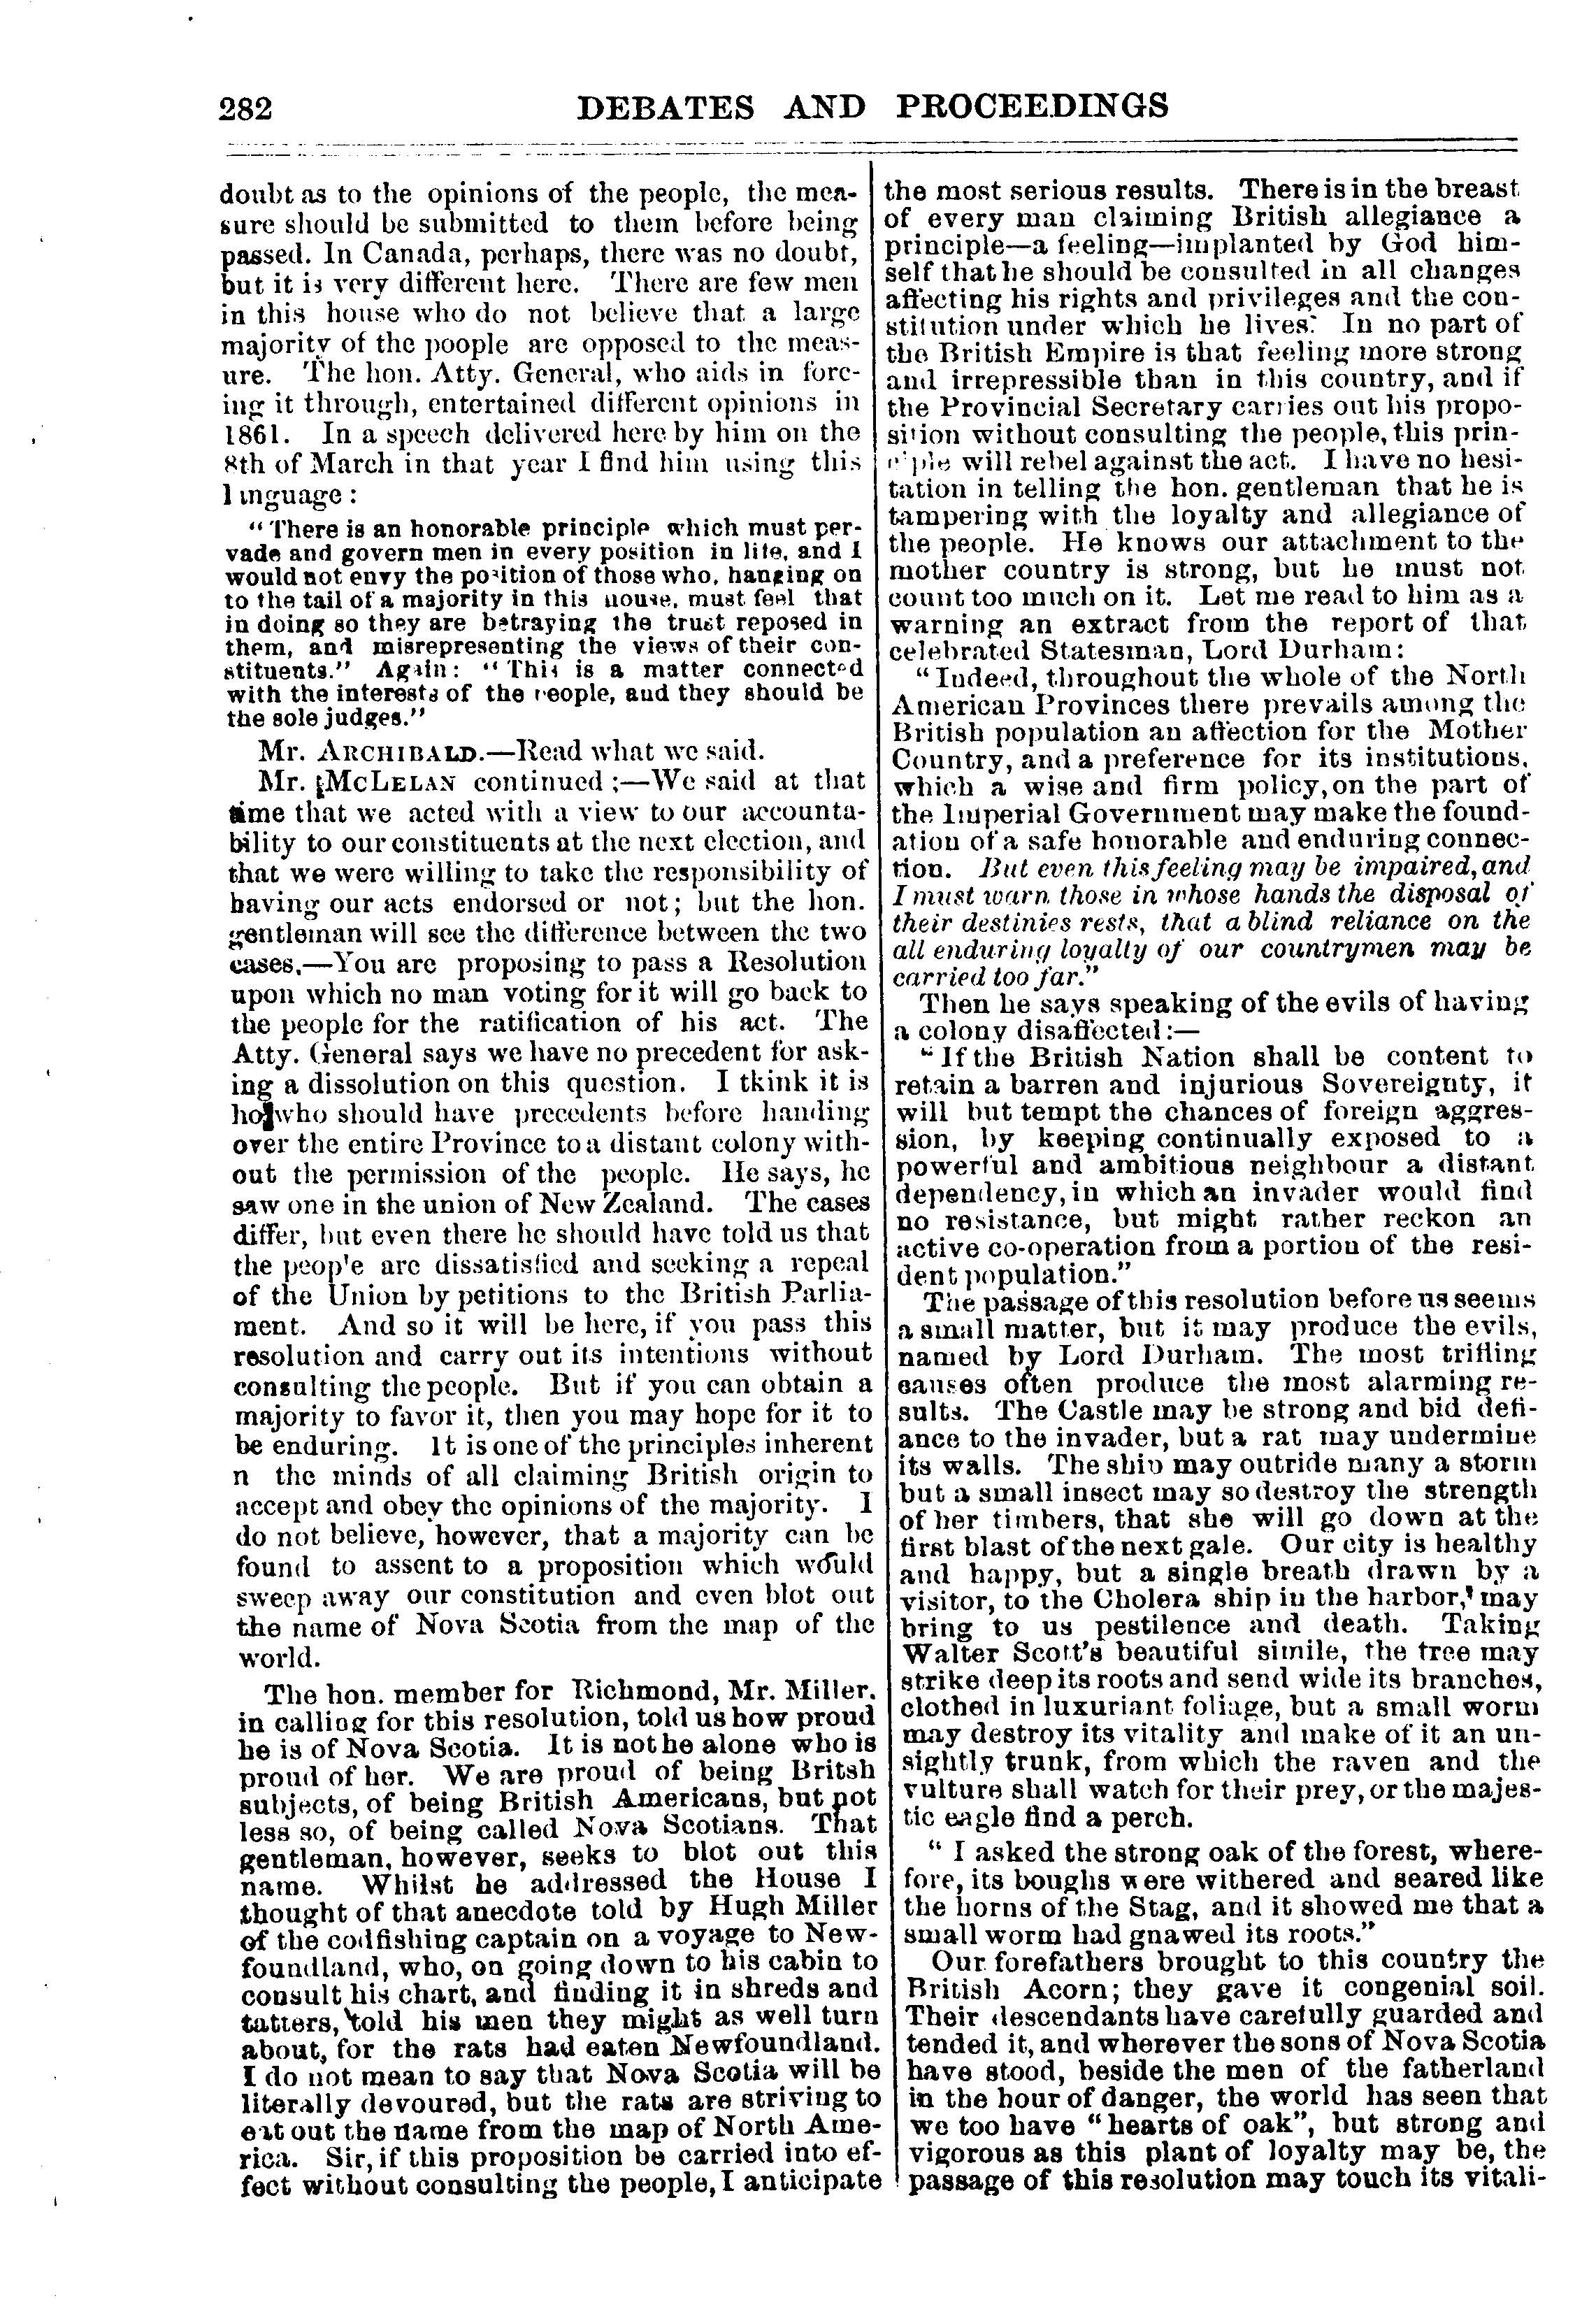 282 DEBATES AND PROCEEDINGS
doubt as to the opinions of the people, the mea-
sure should be submitted to them before being
passed. In Canada, perhaps, there was no doubt,
but it is very different here. There are few men
in this house who do not believe that a large
majority of the poople are opposed to the meas-
ure. The hon. Atty. General, who aids in forc-
ing it through, entertained different opinions in
1861. In a speech delivered here by him on the
8th of March in that year I find him using this
l inguage :
"There is an honorable principle which must per-
vade and govern men in every position in life, and I
would not envy the position of those who, hanging on
to the tail of a majority in this house, must feel that
in doing so they are betraying the trust reposed in
them, and misrepresenting the views of their con-
stituents." Again: "This is a matter connected
with the interests of the people, and they should be
the sole judges."
Mr. ARCHIBALD.—Read what we said.
Mr. McLELAN continued ;—We said at that
time that we acted with a view to our accounta-
bility to our constituents at the next election, and
that we were willing to take the responsibility of
having our acts endorsed or not; but the hon.
gentleman will see the difference between the two
cases,—You are proposing to pass a Resolution
upon which no man voting for it will go back to
the people for the ratification of his act. The
Atty. General says we have no precedent for ask-
ing a dissolution on this question. I tkink it is
he who should have precedents before handing
over the entire Province to a distant colony with-
out the permission of the people. He says, he
saw one in the union of New Zealand. The cases
differ, but even there he should have told us that
the peop'e are dissatisfied and seeking a repeal
of the Union by petitions to the British Parlia-
ment. And so it will be here, if you pass this
resolution and carry out its intentions without
consulting the people. But if you can obtain a
majority to favor it, then you may hope for it to
be enduring. It is one of the principles inherent
n the minds of all claiming British origin to
accept and obey the opinions of the majority. I
do not believe, however, that a majority can be
found to assent to a proposition which would
sweep away our constitution and even blot out
the name of Nova Scotia from the map of the
world.
The hon. member for Richmond, Mr. Miller,
in calling for this resolution, told us how proud
he is of Nova Scotia. It is not he alone who is
proud of her. We are proud of being Britsh
subjects, of being British Americans, but not
less so, of being called Nova Scotians. That
gentleman, however, seeks to blot out this
name. Whilst he addressed the House I
thought of that anecdote told by Hugh Miller
of the codfishing captain on a voyage to New-
foundland, who, on going down to his cabin to
consult his chart, and finding it in shreds and
tatters, told his men they might as well turn
about, for the rats had eaten Newfoundland.
I do not mean to say that Nova Scotia will be
literally devoured, but the rats are striving to
eat out the name from the map of North Ame-
rica. Sir, if this proposition be carried into ef-
fect without consulting the people, I anticipate
the most serious results. There is in the breast
of every man claiming British allegiance a
principle—a feeling—implanted by God him-
self that he should be consulted in all changes
affecting his rights and privileges and the con-
stitution under which he lives. In no part of
the British Empire is that feeling more strong
and irrepressible than in this country, and if
the Provincial Secretary carries out his propo-
sition without consulting the people, this prin-
ciple will rebel against the act. I have no hesi-
tation in telling the hon. gentleman that he is
tampering with the loyalty and allegiance of
the people. He knows our attachment to the
mother country is strong, but he must not
count too much on it. Let me read to him as a
warning an extract from the report of that
celebrated Statesman, Lord Durham:
"Indeed, throughout the whole of the North
American Provinces there prevails among the
British population an affection for the Mother
Country, and a preference for its institutions,
which a wise and firm policy, on the part of
the Imperial Government may make the found-
ation of a safe honorable and enduring connec-
tion. But even this feeling may be impaired, and
I must warn those in whose hands the disposal of
their destinies rests, that a blind reliance on the
all enduring loyalty of our countrymen may be
carried too far."
Then he says speaking of the evils of having
a colony disaffected:—
"If the British Nation shall be content to
retain a barren and injurious Sovereignty, it
will but tempt the chances of foreign aggres-
sion, by keeping continually exposed to a
powerful and ambitious neighbour a distant
dependency, in which an invader would find
no resistance, but might rather reckon an
active co-operation from a portion of the resi-
dent population."
The passage of this resolution before us seems
a small matter, but it may produce the evils,
named by Lord Durham. The most trifling
causes often produce the most alarming re-
sults. The Castle may be strong and bid defi-
ance to the invader, but a rat may undermine
its walls. The ship may outride many a storm
but a small insect may so destroy the strength
of her timbers, that she will go down at the
first blast of the next gale. Our city is healthy
and happy, but a single breath drawn by a
visitor, to the Cholera ship in the harbor, may
bring to us pestilence and death. Taking
Walter Scott's beautiful simile, the tree may
strike deep its roots and send wide its branches,
clothed in luxuriant foliage, but a small worm
may destroy its vitality and make of it an un-
sightly trunk, from which the raven and the
vulture shall watch for their prey, or the majes-
tic eagle find a perch.
" I asked the strong oak of the forest, where-
fore, its boughs were withered and seared like
the horns of the Stag, and it showed me that a
small worm had gnawed its roots."
Our forefathers brought to this country the
British Acorn; they gave it congenial soil.
Their descendants have carefully guarded and
tended it, and wherever the sons of Nova Scotia
have stood, beside the men of the fatherland
in the hour of danger, the world has seen that
we too have "hearts of oak", but strong and
vigorous as this plant of loyalty may be, the
passage of this resolution may touch its vitali-